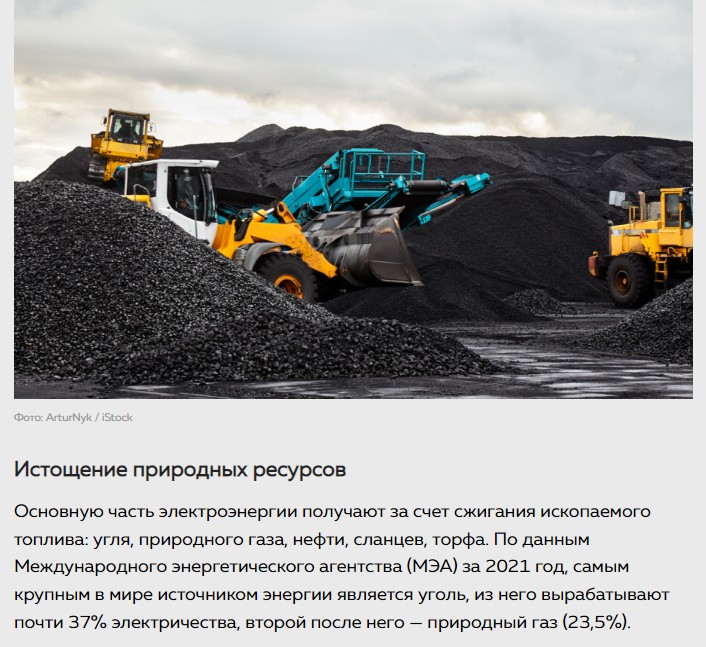 Фото: ArturNyk / iStock
Истощение природных ресурсов
Основную часть электроэнергии получают за счет сжигания ископаемого
топлива: угля, природного газа, нефти, сланцев, торфа. По данным
Международного энергетического агентства (МЭА) за 2021 год, самым
крупным в мире источником энергии является уголь, из него вырабатывают
почти 37% электричества, второй после него — природный газ (23,5%).